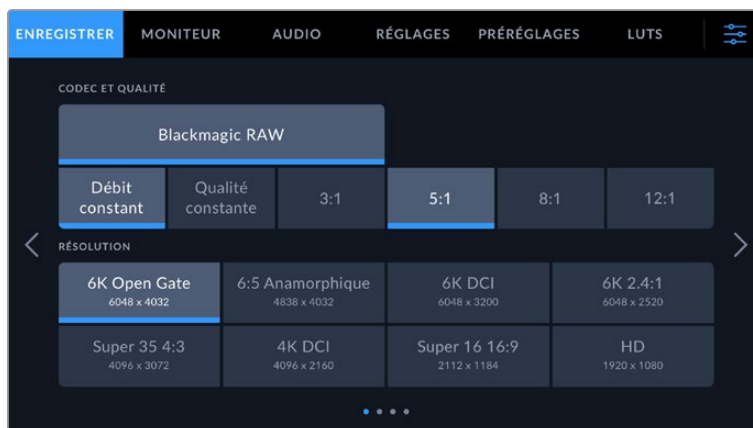 ENREGISTRER MONITEUR AUDIO RÉGLAGES PRÉRÉGLAGES LUTS
CODEC ET QUALITÉ
Blackmagic RAW
Débit constant
Qualité constante
3:1
5:1
8:1
12:1
RÉSOLUTION
6K Open Gate
6048 x 4032
6:5 Anamorphique
4838 x 4032
6K DCI
6048 x 3200
6K 2.4:1
6048 x 2520
Super 35 4:3
4096 x 3072
4K DCI
4096 x 2160
Super 16 16:9
2112 x 1184
HD
1920 x 1080